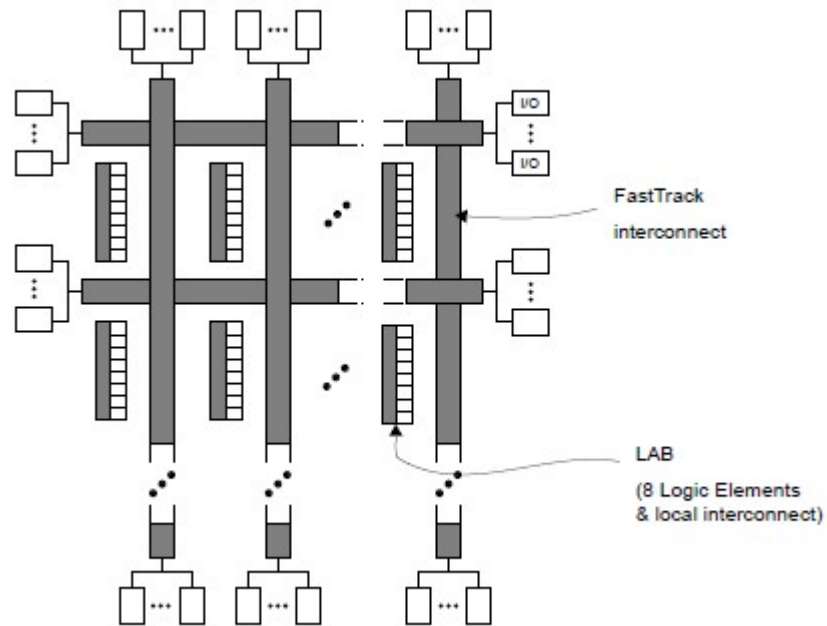 I/O
I/O
FastTrack
interconnect
LAB
(8 Logic Elements
& local interconnect)